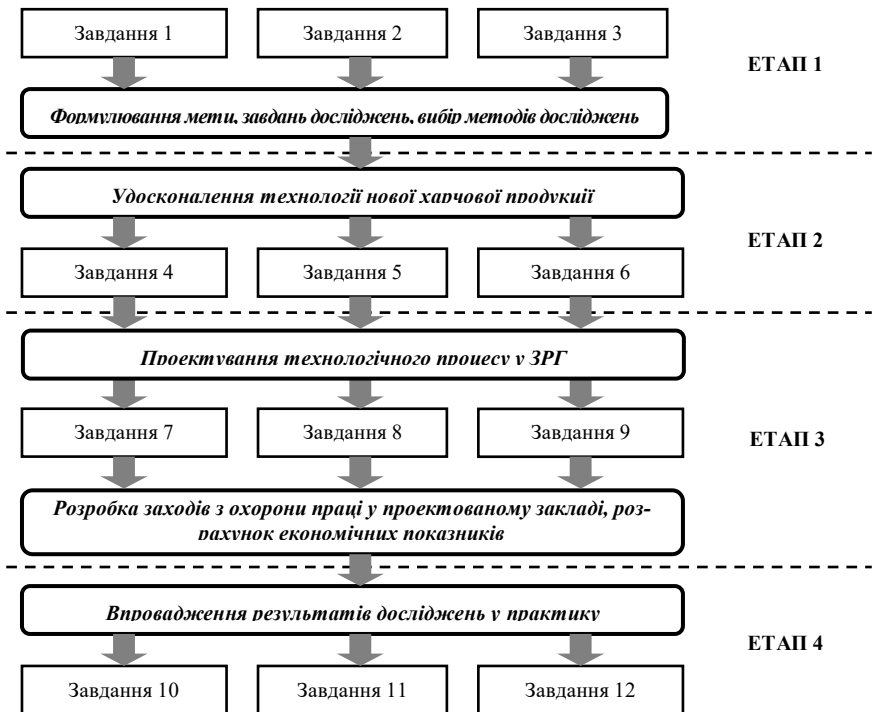 Завдання 1
Завдання 2
Завдання 3
ЕТАП 1
Формулювання мети, завдань досліджень, вибір методів досліджень
Удосконалення технології нової харчової продукції
ЕТАП 2
Завдання 4
Завдання 5
Завдання 6
Проектування технологічного процесу у ЗРГ
Завдання 7
Завдання 8
Завдання 9
ЕТАП 3
Розробка заходів з охорони праці у проектованому закладі, роз-
рахунок економічних показників
Впровадження результатів досліджень у практику
ЕТАП 4
Завдання 10
Завдання 11
Завдання 12